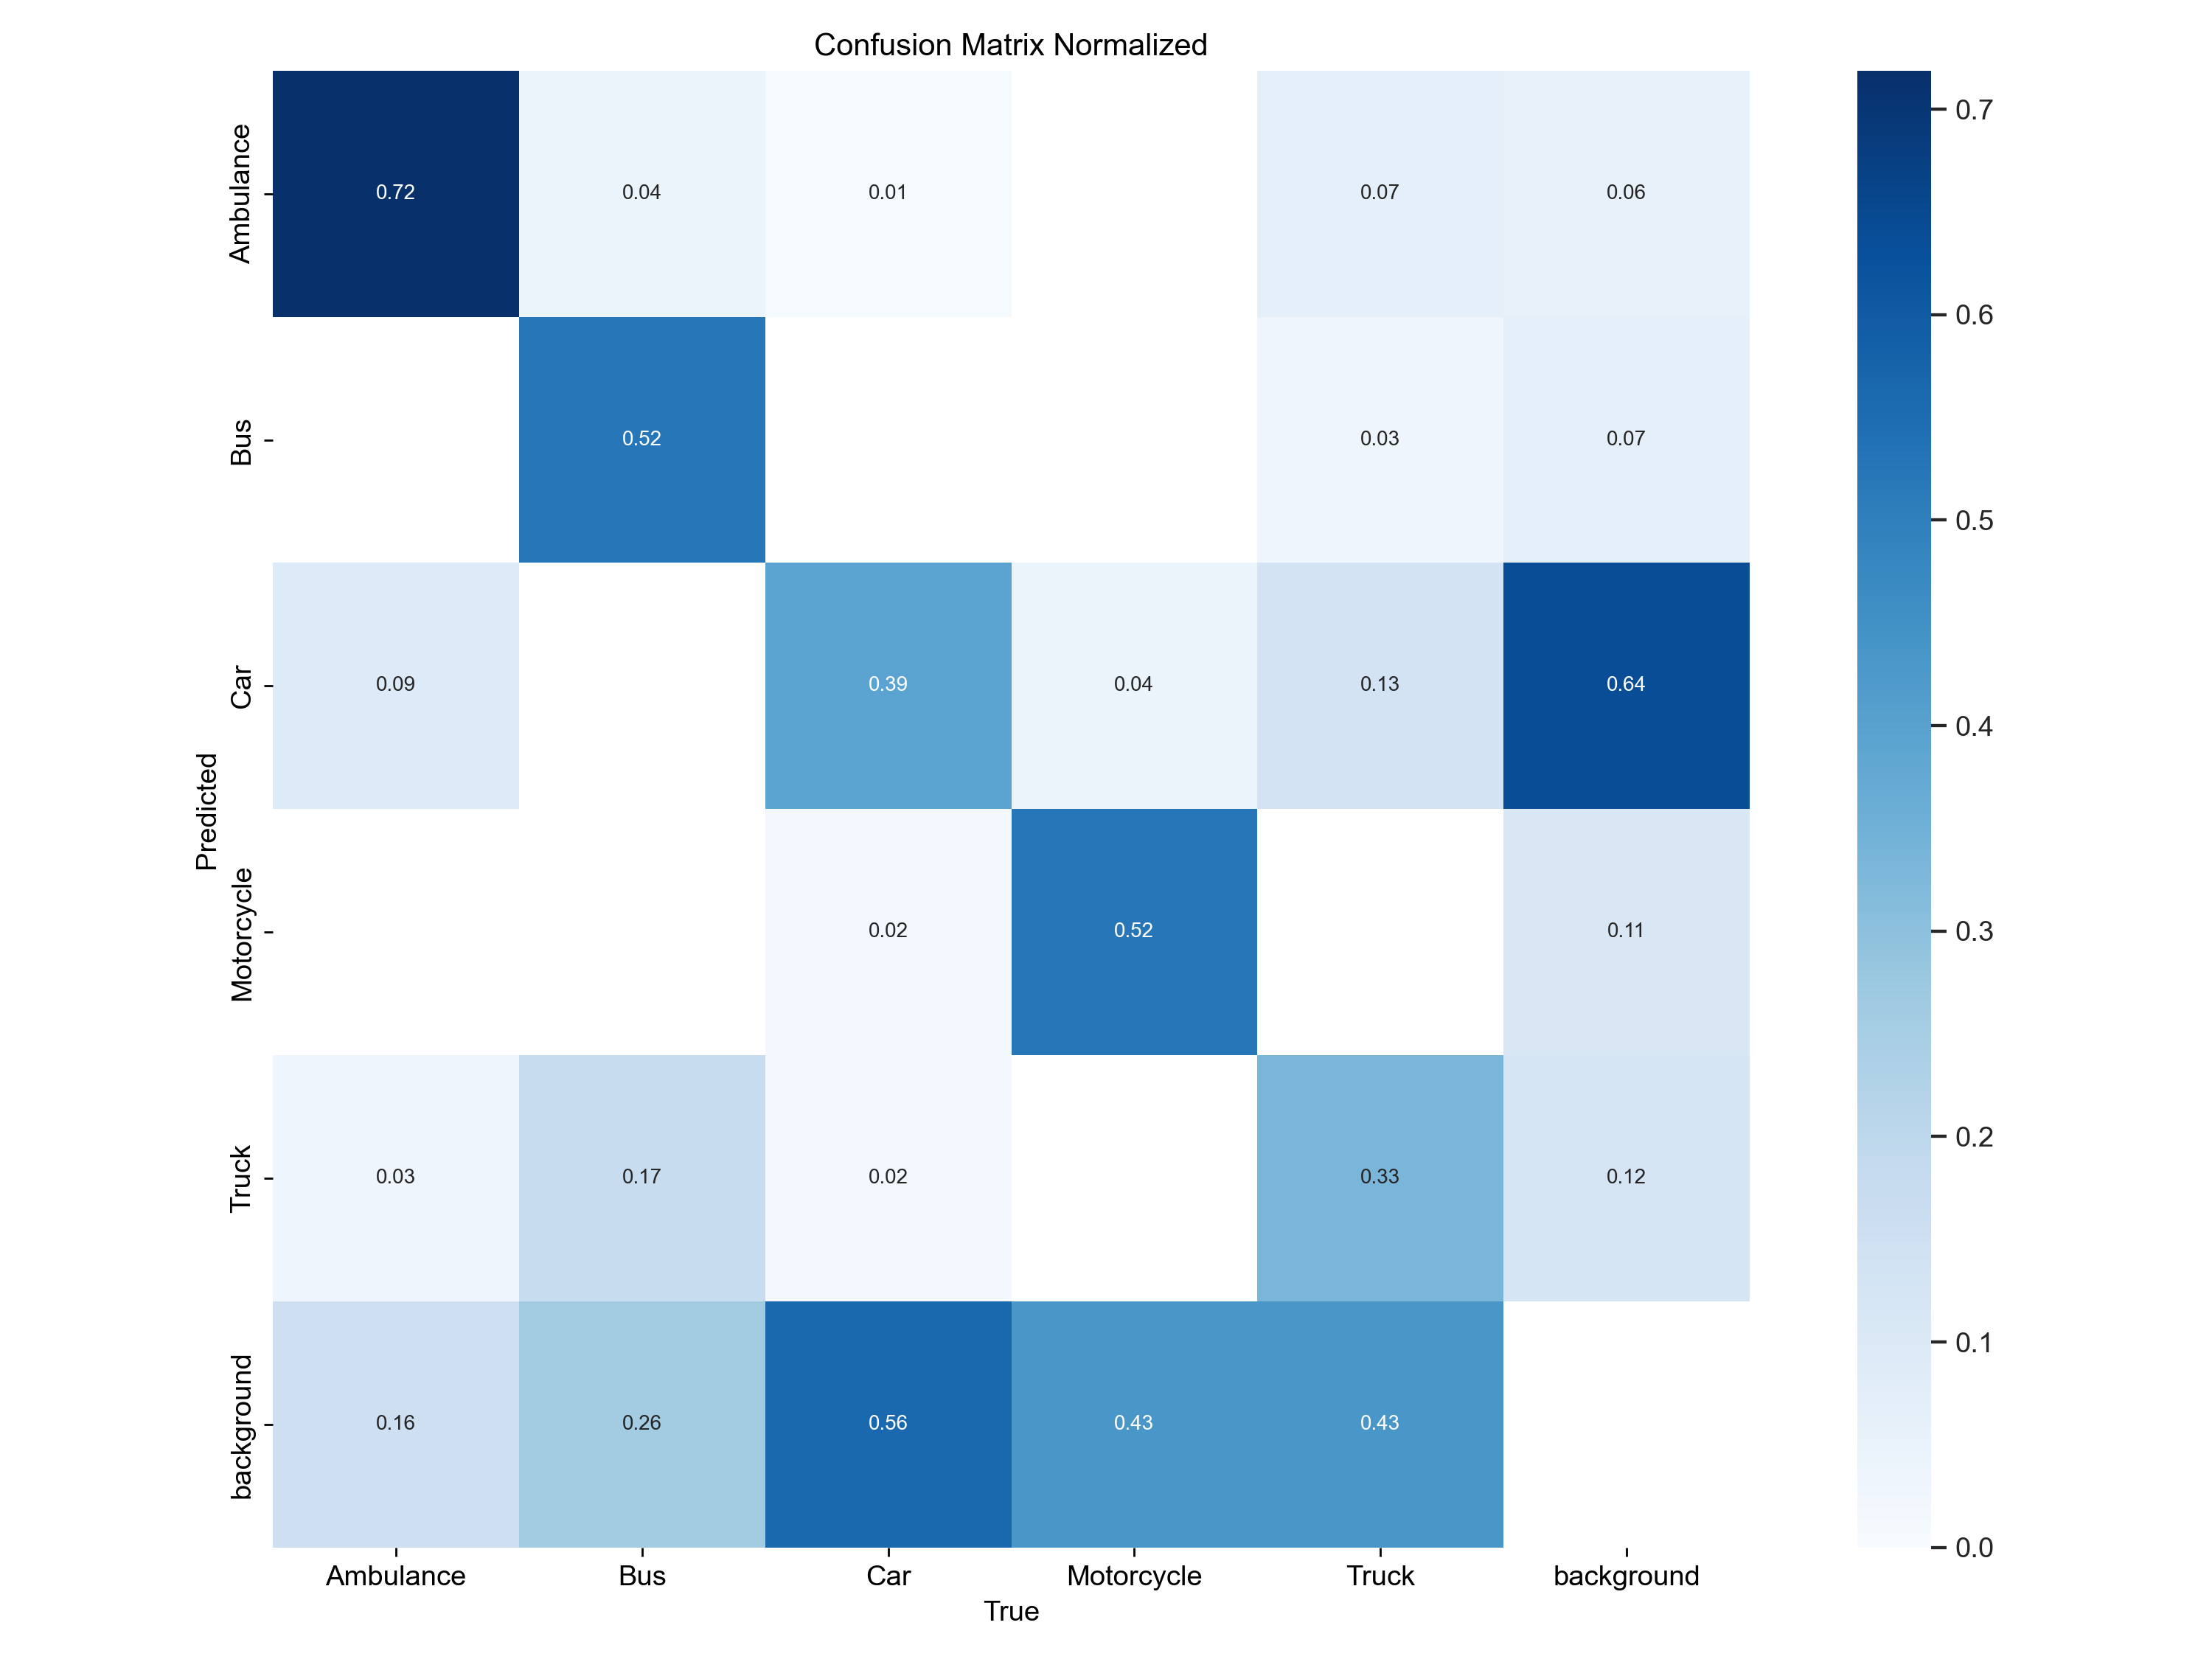 Confusion Matrix Normalized
Ambulance 0.72 0.04 0.01 0.07 0.06
Bus 0.52 0.03 0.07
Car 0.09 0.39 0.04 0.13 0.64
Motorcycle 0.02 0.52 0.11
Truck 0.03 0.17 0.02 0.33 0.12
background 0.16 0.26 0.56 0.43 0.43
Predicted
Ambulance Bus Car Motorcycle Truck background
True
0.7
0.6
0.5
0.4
0.3
0.2
0.1
0.0